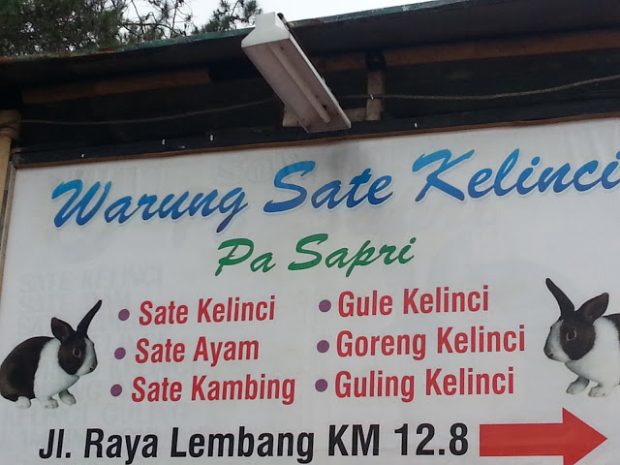 Warung Sate Kelinci
Pa Sapri
• Sate Kelinci • Gule Kelinci
• Sate Ayam • Goreng Kelinci
• Sate Kambing • Guling Kelinci
Jl. Raya Lembang KM 12.8